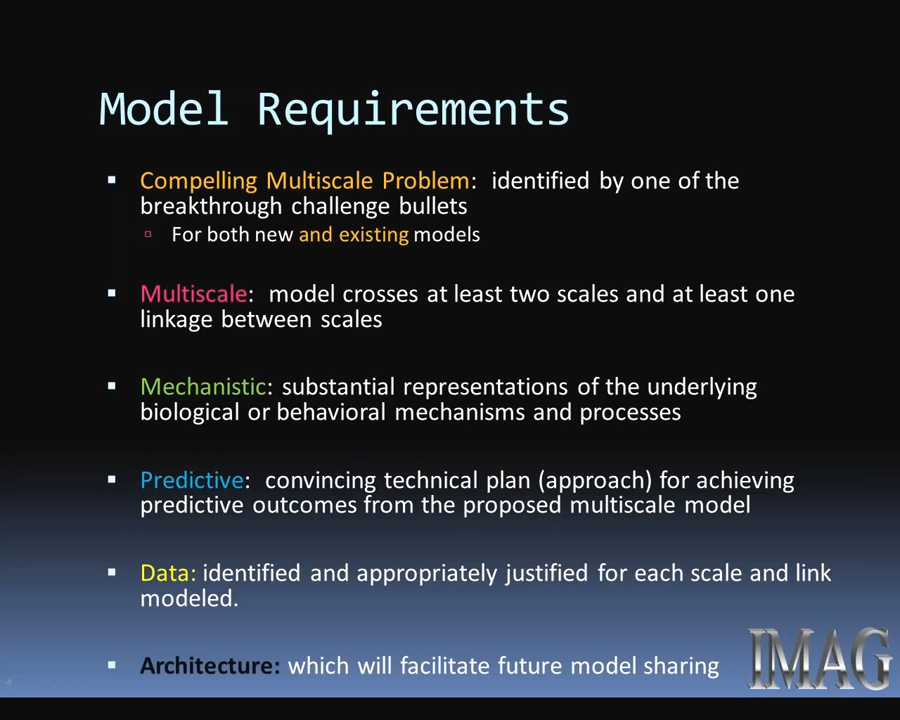 Model Requirements
▪ Compelling Multiscale Problem: identified by one of the
breakthrough challenge bullets
▫ For both new and existing models
▪ Multiscale: model crosses at least two scales and at least one
linkage between scales
▪ Mechanistic: substantial representations of the underlying
biological or behavioral mechanisms and processes
▪ Predictive: convincing technical plan (approach) for achieving
predictive outcomes from the proposed multiscale model
▪ Data: identified and appropriately justified for each scale and link
modeled.
▪ Architecture: which will facilitate future model sharing
IMAG